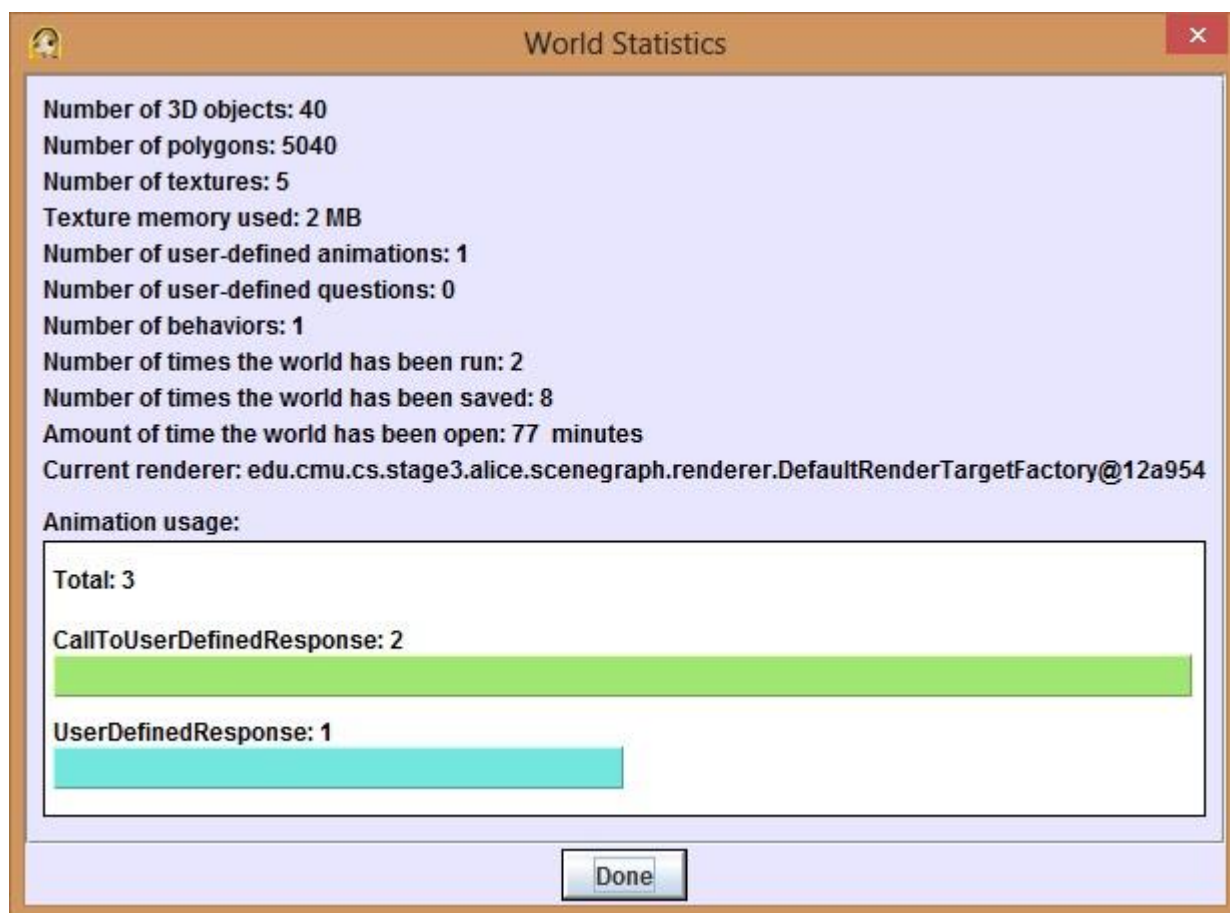 World Statistics
Number of 3D objects: 40
Number of polygons: 5040
Number of textures: 5
Texture memory used: 2 MB
Number of user-defined animations: 1
Number of user-defined questions: 0
Number of behaviors: 1
Number of times the world has been run: 2
Number of times the world has been saved: 8
Amount of time the world has been open: 77  minutes
Current renderer: edu.cmu.cs.stage3.alice.scenegraph.renderer.DefaultRenderTargetFactory@12a954
Animation usage:
Total: 3
CallToUserDefinedResponse: 2
UserDefinedResponse: 1
Done